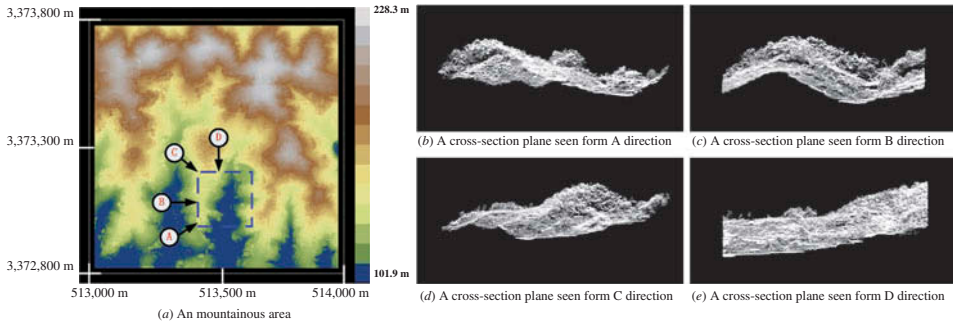 3,373,800 m
3,373,300 m
3,372,800 m
513,000 m
513,500 m
514,000 m
228.3 m
101.9 m
D
C
B
A
(a) An mountainous area
(b) A cross-section plane seen form A direction
(c) A cross-section plane seen form B direction
(d) A cross-section plane seen form C direction
(e) A cross-section plane seen form D direction